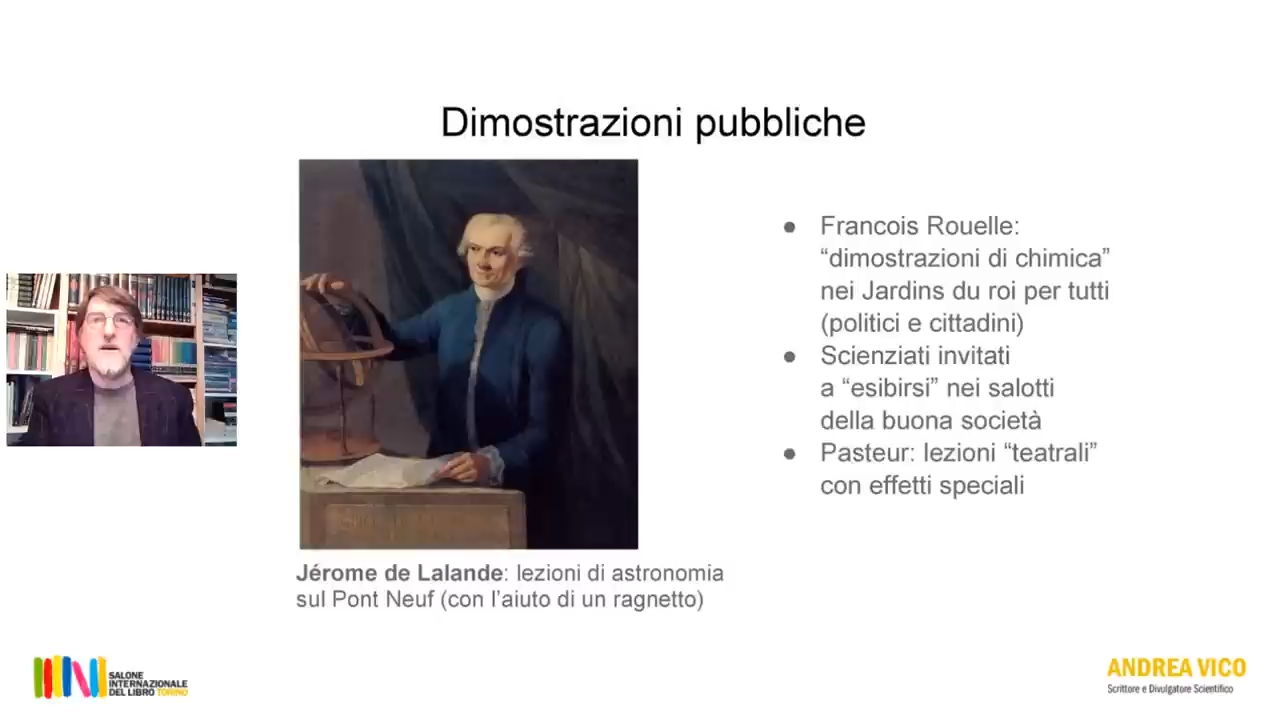 Dimostrazioni pubbliche
● Francois Rouelle:
“dimostrazioni di chimica”
nei Jardins du roi per tutti
(politici e cittadini)
● Scienziati invitati
a “esibirsi” nei salotti
della buona società
● Pasteur: lezioni “teatrali”
con effetti speciali
Jérome de Lalande: lezioni di astronomia
sul Pont Neuf (con l’aiuto di un ragnetto)
SALONE
INTERNAZIONALE
DEL LIBRO TORINO
ANDREA VICO
Scrittore e Divulgatore Scientifico